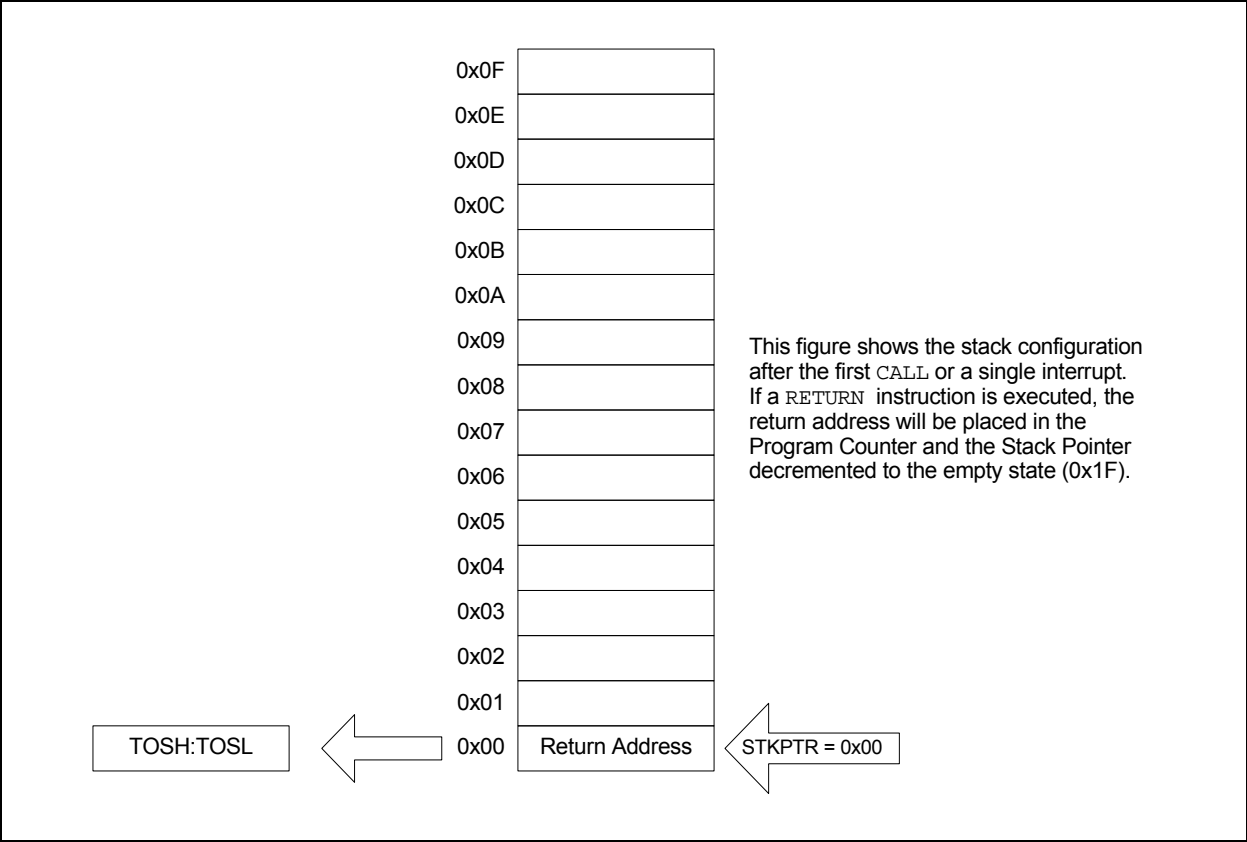 0x0F
0x0E
0x0D
0x0C
0x0B
0x0A
0x09
0x08
0x07
0x06
0x05
0x04
0x03
0x02
0x01
0x00
This figure shows the stack configuration
after the first CALL or a single interrupt.
If a RETURN instruction is executed, the
return address will be placed in the
Program Counter and the Stack Pointer
decremented to the empty state (0x1F).
TOSH:TOSL
Return Address
STKPTR = 0x00